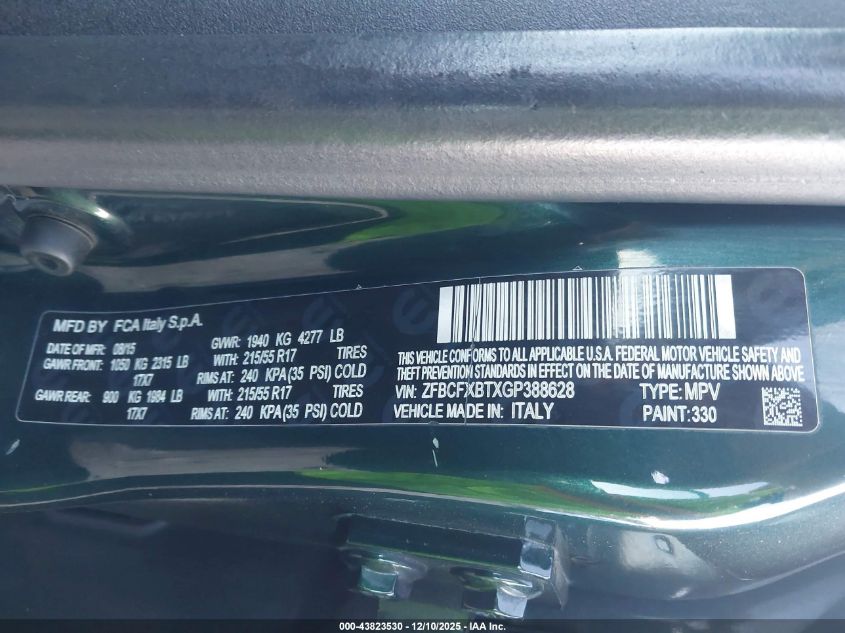 MFD BY FCA Italy S.p.A.
DATE OF MFR: 08/15 GVWR: 1940 KG 4277 LB
GAWR FRONT: 1050 KG 2315 LB WITH: 215/55 R17 TIRES
17X7 RIMS AT: 240 KPA(35 PSI) COLD
GAWR REAR: 900 KG 1984 LB WITH: 215/55 R17 TIRES
17X7 RIMS AT: 240 KPA(35 PSI) COLD
THIS VEHICLE CONFORMS TO ALL APPLICABLE U.S.A. FEDERAL MOTOR VEHICLE SAFETY AND
THEFT PREVENTION STANDARDS IN EFFECT ON THE DATE OF MANUFACTURE SHOWN ABOVE
VIN: ZFBCFXBTXGP388628 TYPE: MPV
VEHICLE MADE IN: ITALY PAINT:330
000-43823530 - 12/10/2025 - IAA Inc.